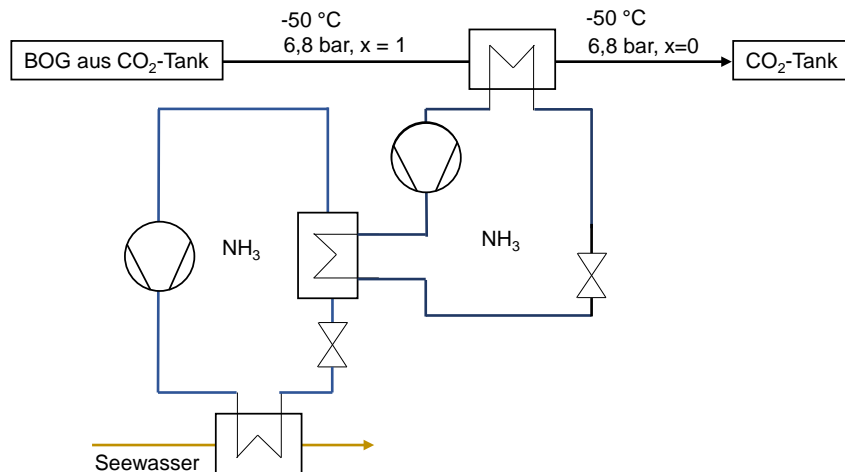 -50 °C
6,8 bar, x = 1
-50 °C
6,8 bar, x=0
BOG aus CO₂-Tank
CO₂-Tank
NH₃
NH₃
Seewasser